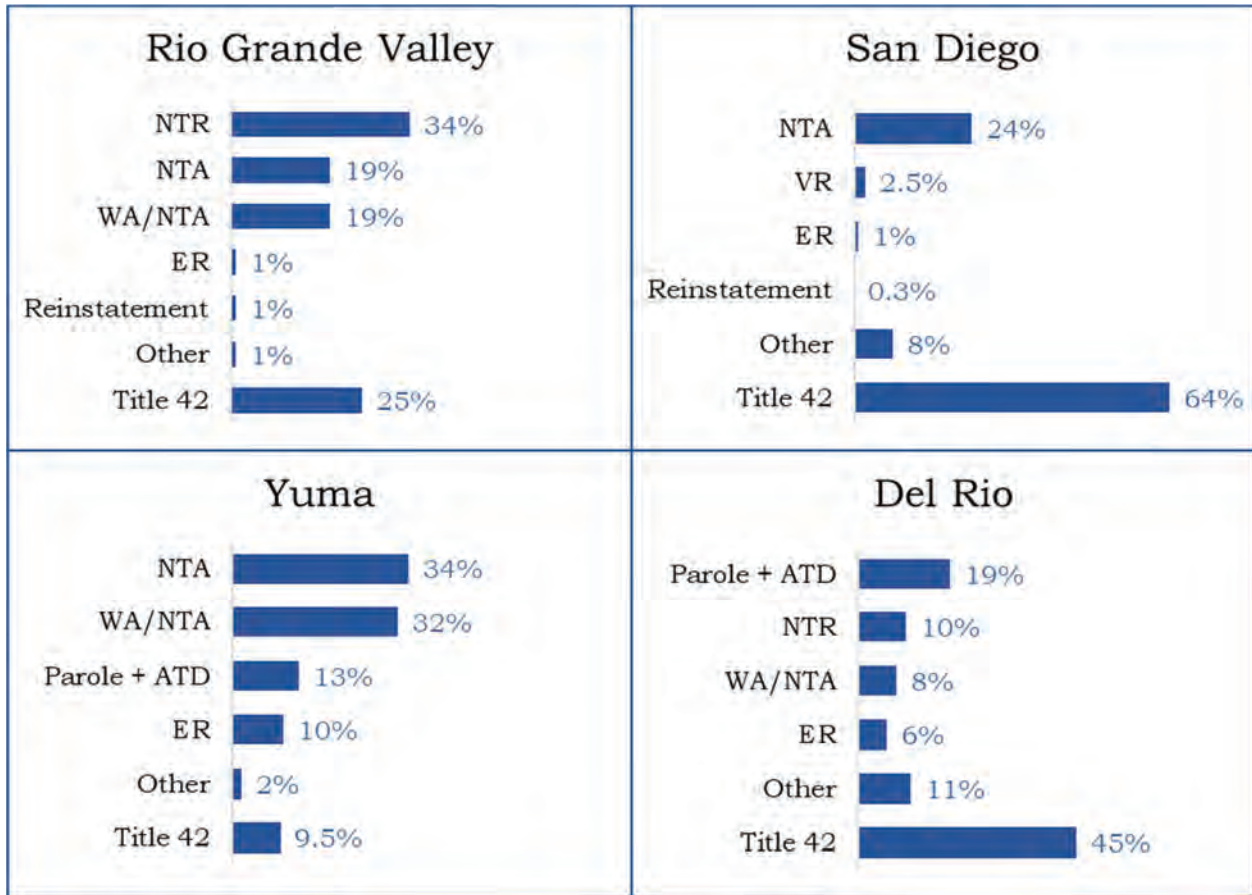 Rio Grande Valley
NTR 34%
NTA 19%
WA/NTA 19%
ER 1%
Reinstatement 1%
Other 1%
Title 42 25%
San Diego
NTA 24%
VR 2.5%
ER 1%
Reinstatement 0.3%
Other 8%
Title 42 64%
Yuma
NTA 34%
WA/NTA 32%
Parole + ATD 13%
ER 10%
Other 2%
Title 42 9.5%
Del Rio
Parole + ATD 19%
NTR 10%
WA/NTA 8%
ER 6%
Other 11%
Title 42 45%